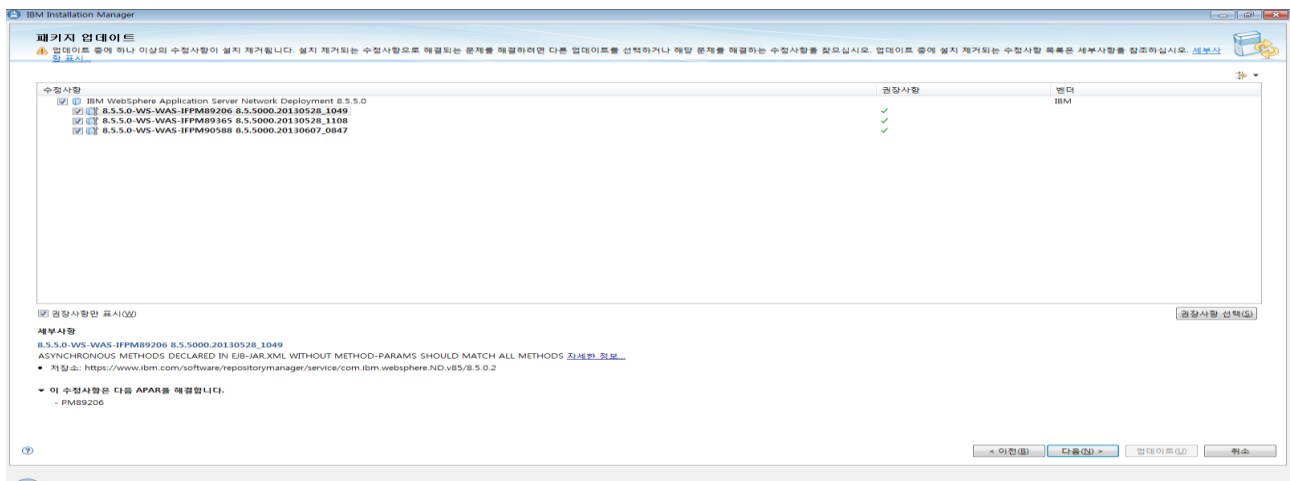 IBM Installation Manager
패키지 업데이트
업데이트 중에 하나 이상의 수정사항이 설치 제거됩니다. 설치 제거되는 수정사항으로 해결되는 문제를 해결하려면 다른 업데이트를 선택하거나 해당 문제를 해결하는 수정사항을 찾으십시오. 업데이트 중에 설치 제거되는 수정사항 목록은 세부사항을 참조하십시오. 세부사
항 표시...
수정사항 권장사항 벤더
IBM WebSphere Application Server Network Deployment 8.5.5.0 IBM
8.5.5.0-WS-WAS-IFPM89206 8.5.5000.20130528_1049
8.5.5.0-WS-WAS-IFPM89365 8.5.5000.20130528_1108
8.5.5.0-WS-WAS-IFPM90588 8.5.5000.20130607_0847
권장사항만 표시(W) 권장사항 선택(S)
세부사항
8.5.5.0-WS-WAS-IFPM89206 8.5.5000.20130528_1049
ASYNCHRONOUS METHODS DECLARED IN EJB-JAR.XML WITHOUT METHOD-PARAMS SHOULD MATCH ALL METHODS 자세한 정보...
• 저장소: https://www.ibm.com/software/repositorymanager/service/com.ibm.websphere.ND.v85/8.5.0.2
이 수정사항은 다음 APAR를 해결합니다.
- PM89206
< 이전(B) 다음(N) > 업데이트(U) 취소